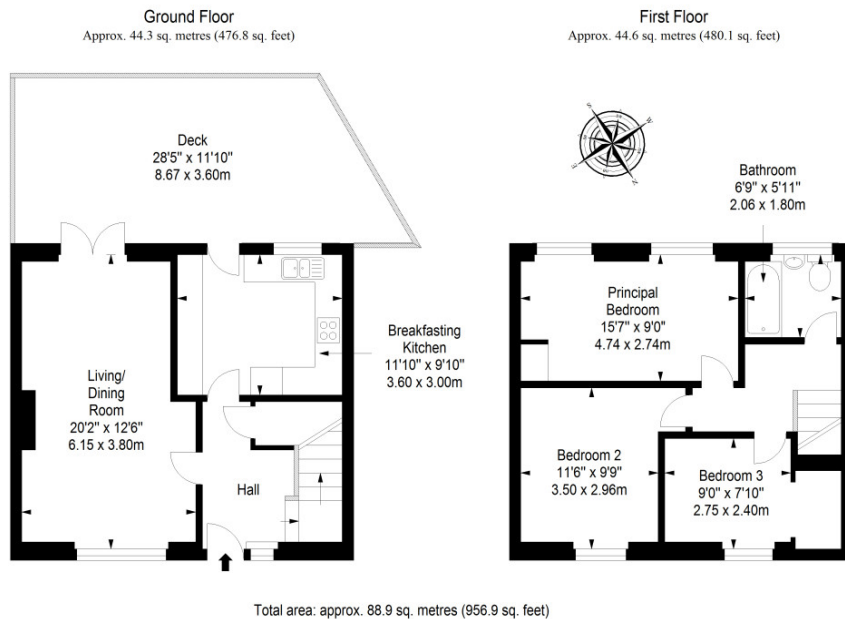 Ground Floor
Approx. 44.3 sq. metres (476.8 sq. feet)
Deck
28'5" x 11'10"
8.67 x 3.60m
Living/
Dining
Room
20'2" x 12'6"
6.15 x 3.80m
Breakfasting
Kitchen
11'10" x 9'10"
3.60 x 3.00m
Hall
First Floor
Approx. 44.6 sq. metres (480.1 sq. feet)
S
W
E
N
Bathroom
6'9" x 5'11"
2.06 x 1.80m
Principal
Bedroom
15'7" x 9'0"
4.74 x 2.74m
Bedroom 2
11'6" x 9'9"
3.50 x 2.96m
Bedroom 3
9'0" x 7'10"
2.75 x 2.40m
Total area: approx. 88.9 sq. metres (956.9 sq. feet)